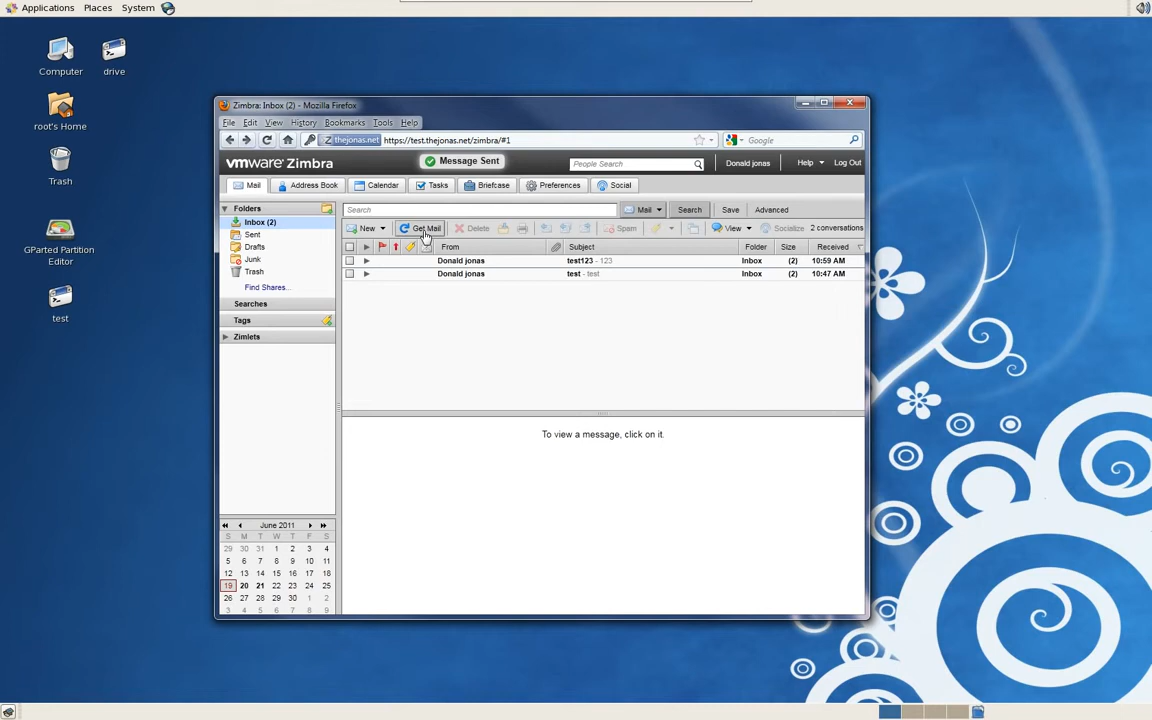 Applications Places System
Computer
drive
root's Home
Trash
GParted Partition
Editor
test
Zimbra: Inbox (2) - Mozilla Firefox
File Edit View History Bookmarks Tools Help
Z thejonas.net https://test.thejonas.net/zimbra/#1
Google
vmware Zimbra
Message Sent
People Search
Donald jonas
Help
Log Out
Mail Address Book Calendar Tasks Briefcase Preferences Social
Folders
Inbox (2)
Sent
Drafts
Junk
Trash
Find Shares...
Searches
Tags
Zimlets
Search Mail Search Save Advanced
New Get Mail Delete Spam View Socialize 2 conversations
From Subject Folder Size Received
Donald jonas test123 - 123 Inbox (2) 10:59 AM
Donald jonas test - test Inbox (2) 10:47 AM
To view a message, click on it.
June 2011
S M T W T F S
29 30 31 1 2 3 4
5 6 7 8 9 10 11
12 13 14 15 16 17 18
19 20 21 22 23 24 25
26 27 28 29 30 1 2
3 4 5 6 7 8 9